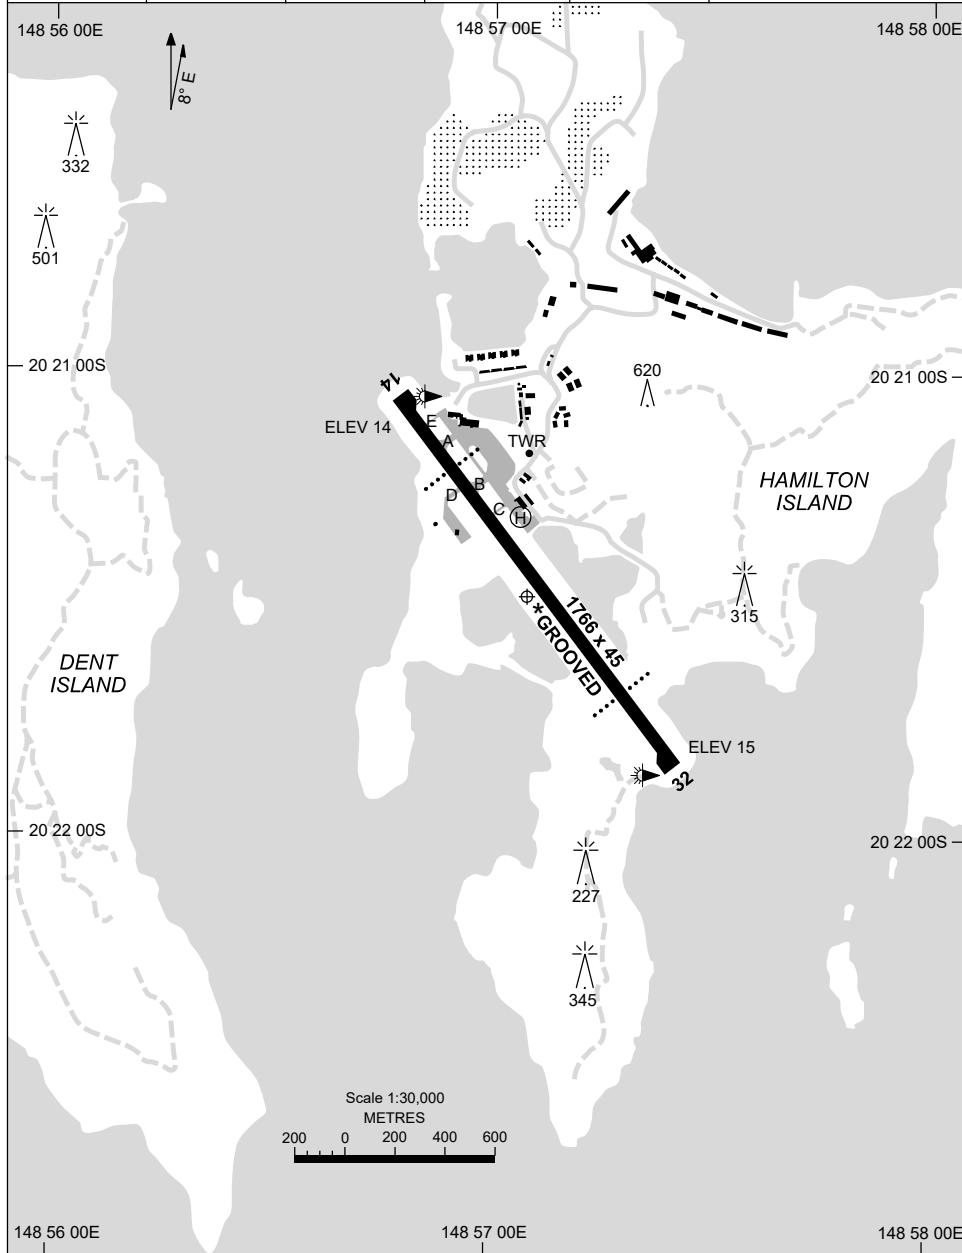 148 56 00E
148 57 00E
148 58 00E
8° E
332
501
20 21 00S
620
20 21 00S
14
ELEV 14
E
A
TWR
B
D
C
H
HAMILTON
ISLAND
315
1766 x 45
*GROOVED
DENT
ISLAND
ELEV 15
32
20 22 00S
20 22 00S
227
345
Scale 1:30,000
METRES
200 0 200 400 600
148 56 00E
148 57 00E
148 58 00E